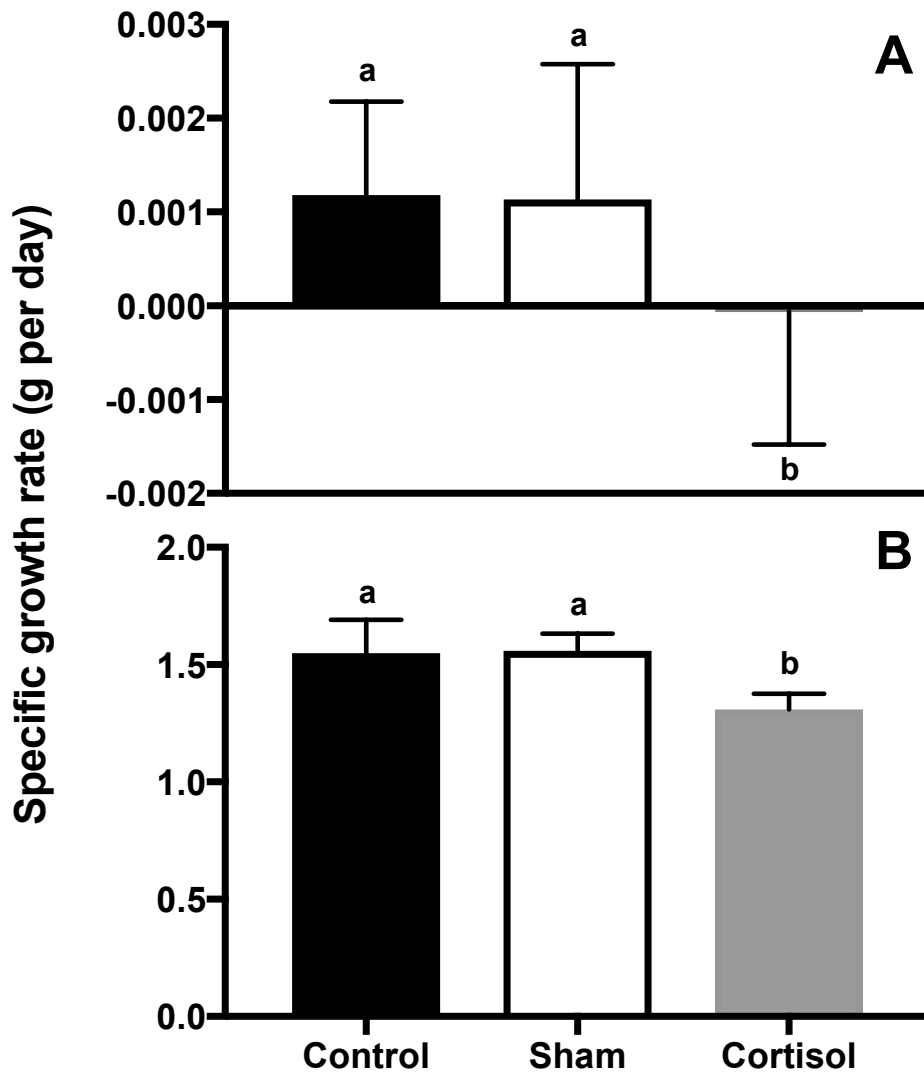 Specific growth rate (g per day)
A
0.003
0.002
0.001
0.000
-0.001
-0.002
a
a
b
B
2.0
1.5
1.0
0.5
0.0
a
a
b
Control
Sham
Cortisol